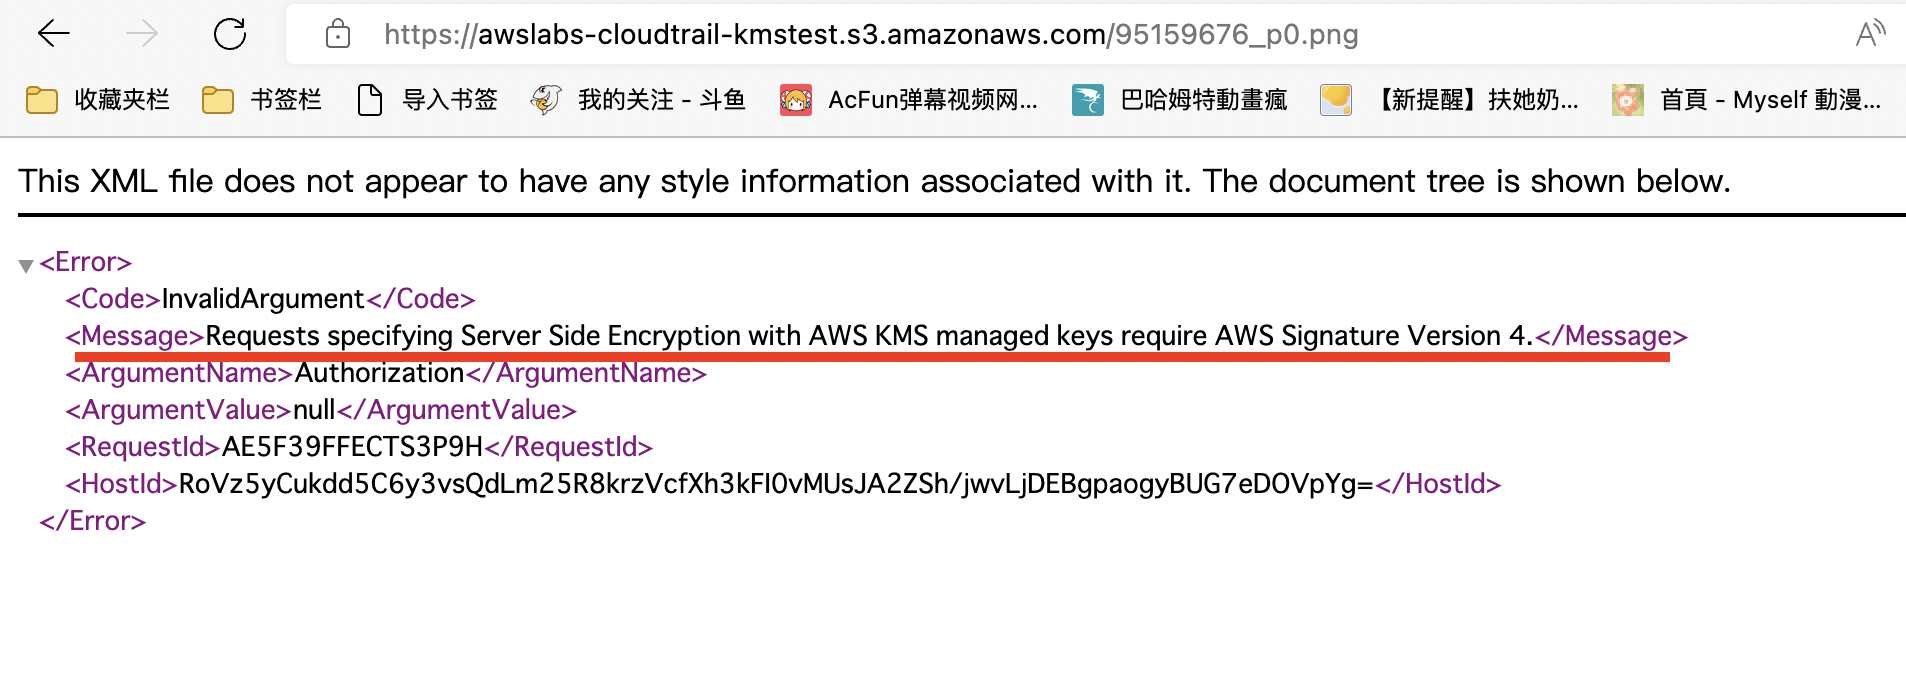 https://awslabs-cloudtrail-kmstest.s3.amazonaws.com/95159676_p0.png
收藏夹栏 书签栏 导入书签 我的关注 - 斗鱼 AcFun弹幕视频网... 巴哈姆特動畫瘋 【新提醒】扶她奶... 首頁 - Myself 動漫...
This XML file does not appear to have any style information associated with it. The document tree is shown below.
<Error>
<Code>InvalidArgument</Code>
<Message>Requests specifying Server Side Encryption with AWS KMS managed keys require AWS Signature Version 4.</Message>
<ArgumentName>Authorization</ArgumentName>
<ArgumentValue>null</ArgumentValue>
<RequestId>AE5F39FFECTS3P9H</RequestId>
<HostId>RoVz5yCukdd5C6y3vsQdLm25R8krzVcfXh3kFI0vMUsJA2ZSh/jwvLjDEBgpaogyBUG7eDOVpYg=</HostId>
</Error>